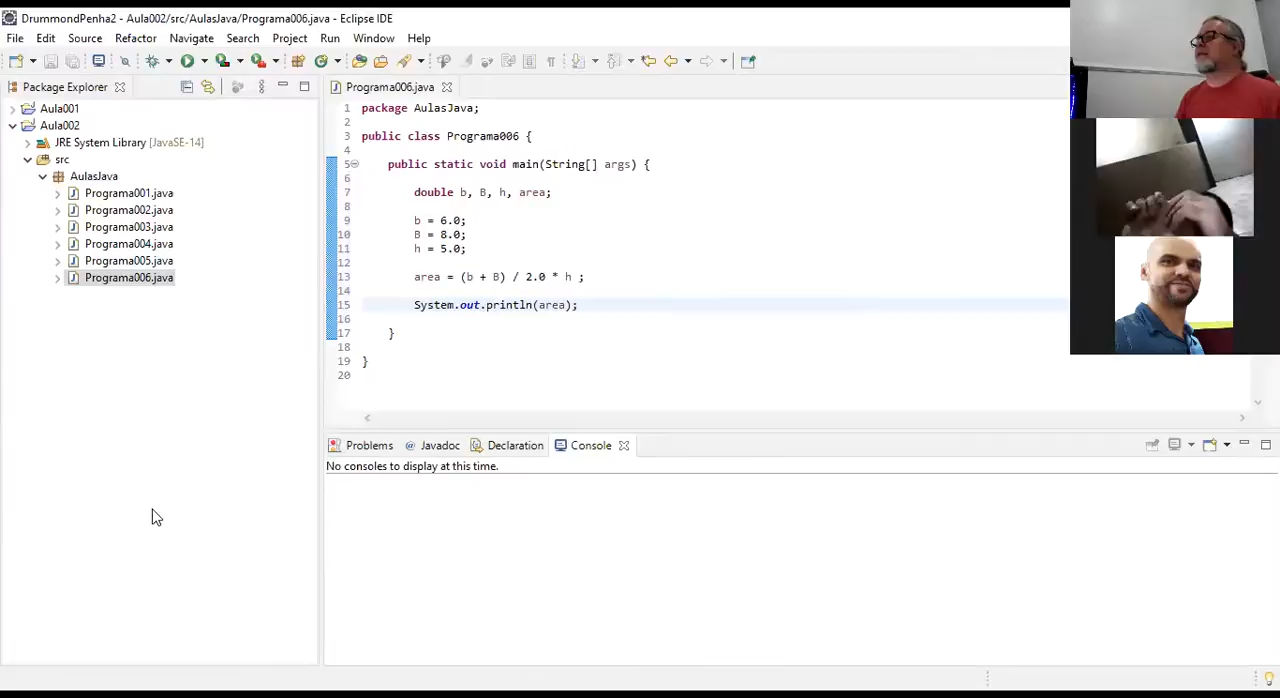 DrummondPenha2 - Aula002/src/AulasJava/Programa006.java - Eclipse IDE
File Edit Source Refactor Navigate Search Project Run Window Help
Package Explorer
Programa006.java
Aula001
Aula002
JRE System Library [JavaSE-14]
src
AulasJava
Programa001.java
Programa002.java
Programa003.java
Programa004.java
Programa005.java
Programa006.java
1 package AulasJava;
2
3 public class Programa006 {
4
5 public static void main(String[] args) {
6
7 double b, B, h, area;
8
9 b = 6.0;
10 B = 8.0;
11 h = 5.0;
12
13 area = (b + B) / 2.0 * h ;
14
15 System.out.println(area);
16
17 }
18
19 }
20
Problems @ Javadoc Declaration Console
No consoles to display at this time.